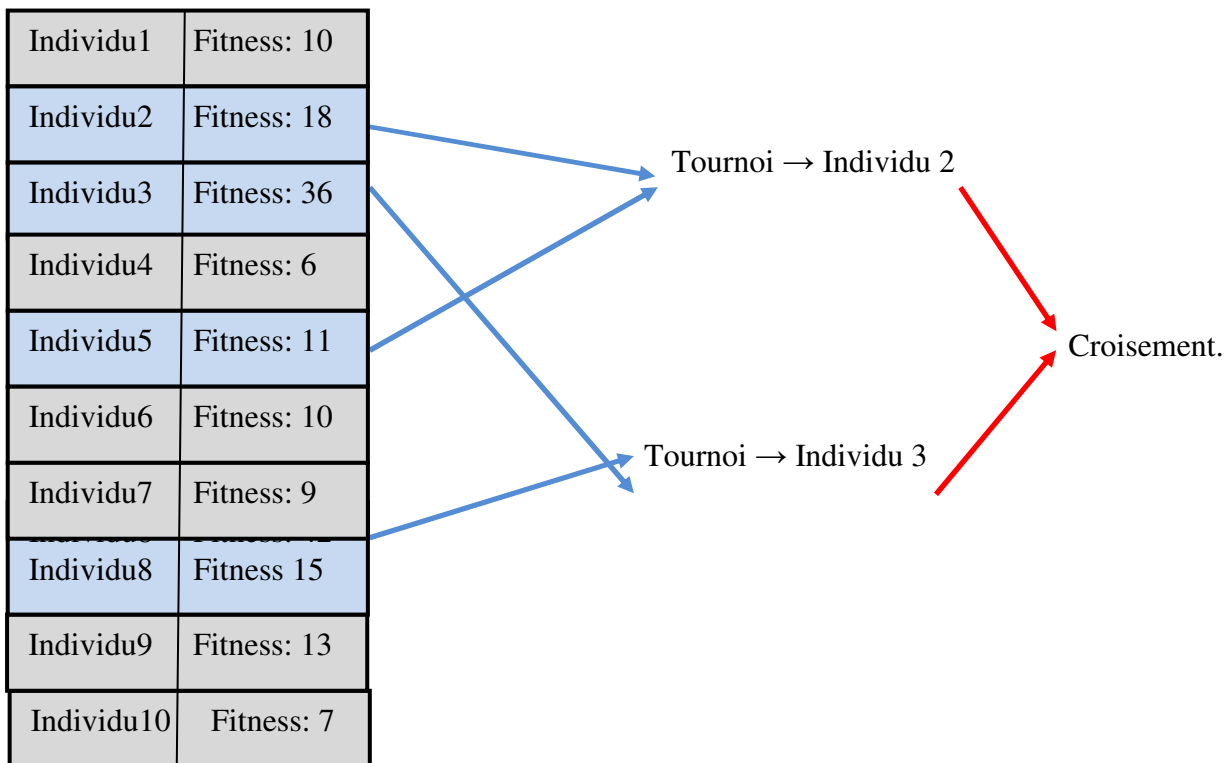 Individu1 Fitness: 10
Individu2 Fitness: 18
Individu3 Fitness: 36
Individu4 Fitness: 6
Individu5 Fitness: 11
Individu6 Fitness: 10
Individu7 Fitness: 9
Individu8 Fitness 15
Individu9 Fitness: 13
Individu10 Fitness: 7
Tournoi → Individu 2
Tournoi → Individu 3
Croisement.